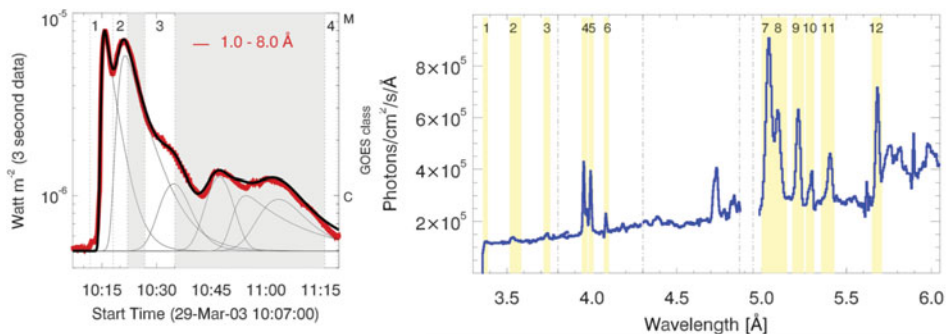 Watt m⁻² (3 second data)
10⁻⁵
10⁻⁶
1 2 3 4
1.0 - 8.0 Å
M
C
GOES class
10:15 10:30 10:45 11:00 11:15
Start Time (29-Mar-03 10:07:00)
Photons/cm²/s/Å
8×10⁵
6×10⁵
4×10⁵
2×10⁵
1 2 3 4 5 6 7 8 9 10 11 12
3.5 4.0 4.5 5.0 5.5 6.0
Wavelength [Å]